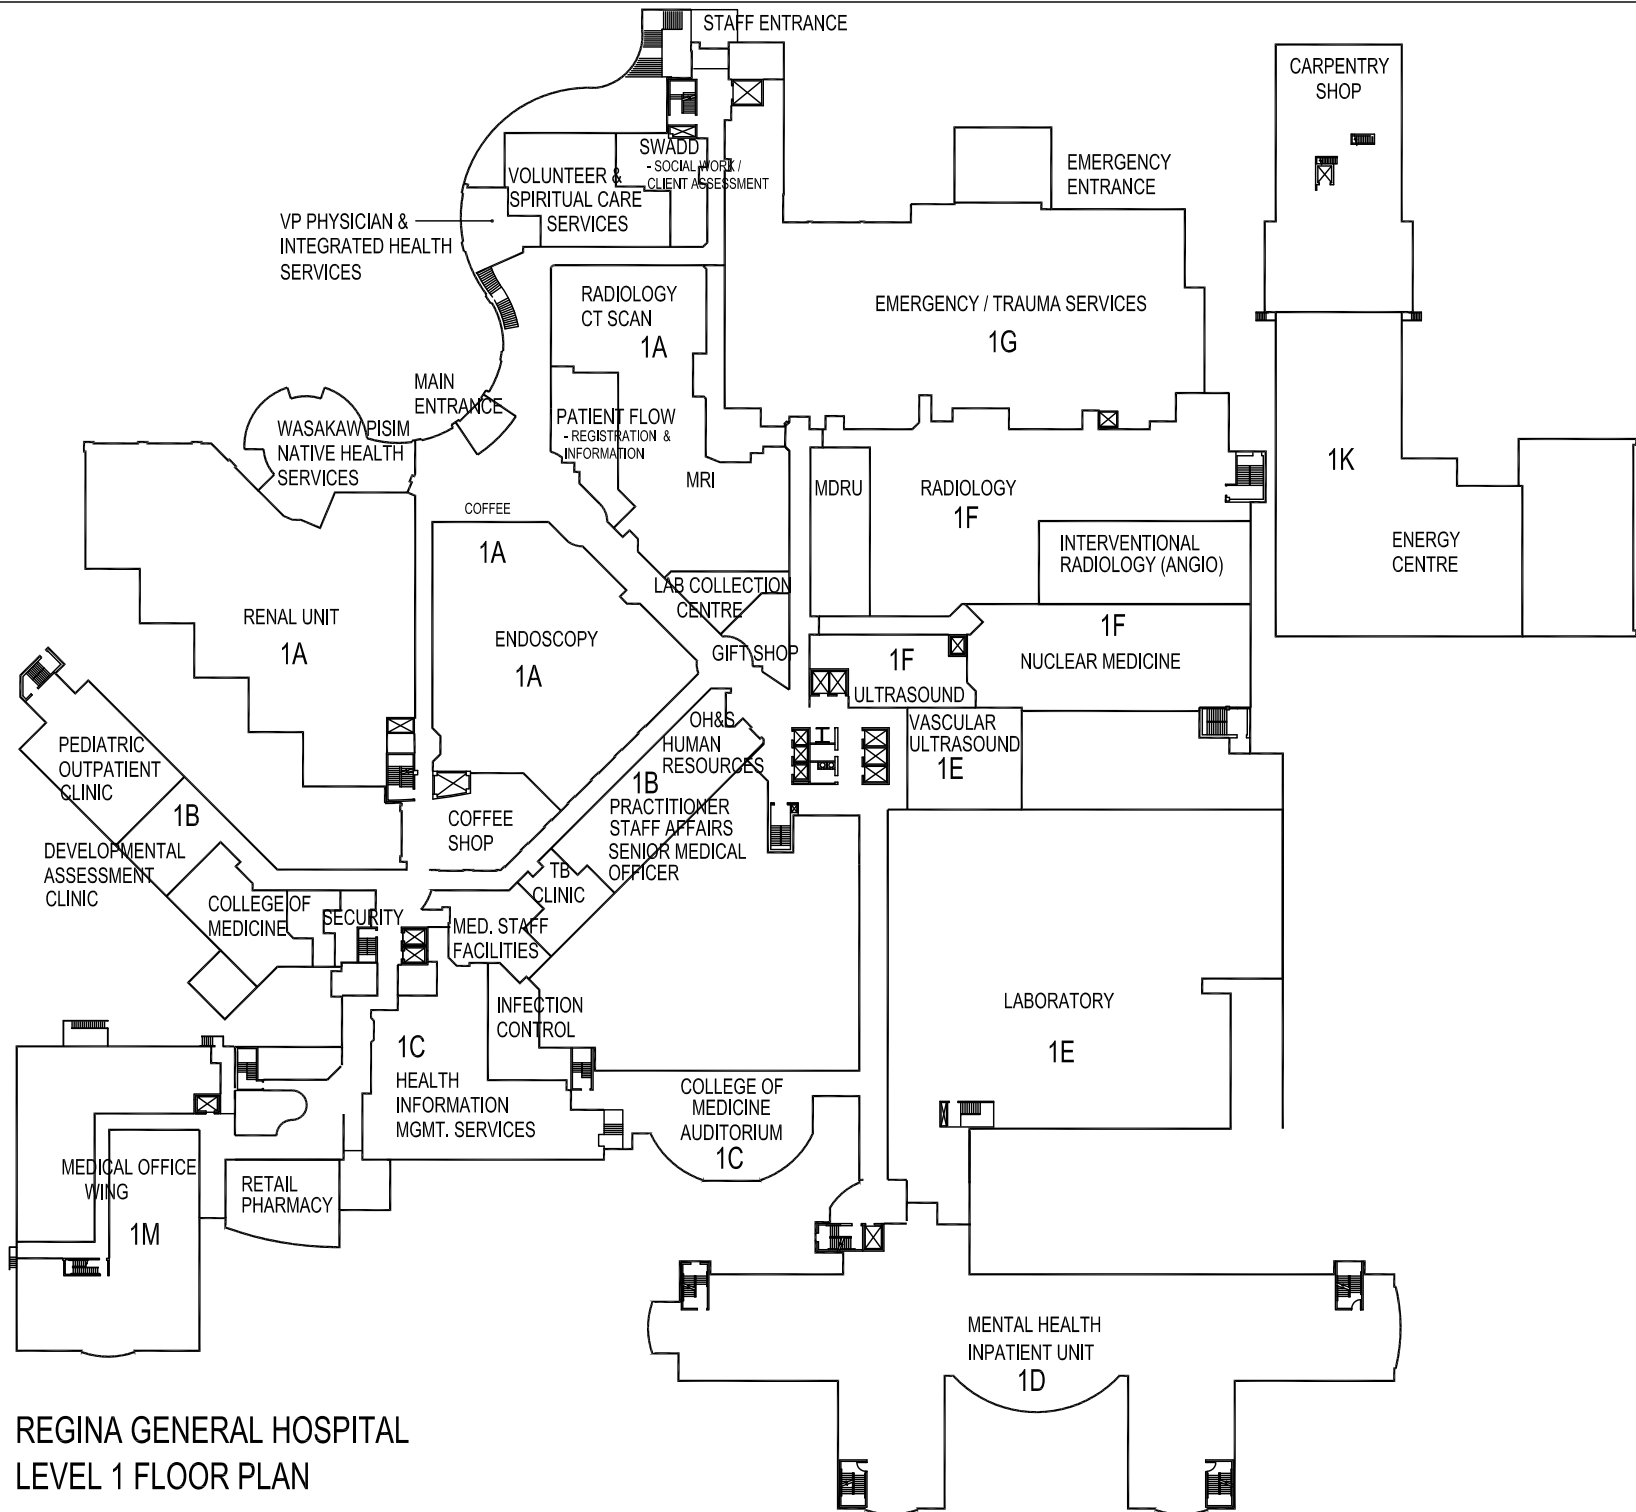 STAFF ENTRANCE
CARPENTRY
SHOP
SWADD
- SOCIAL WORK /
CLIENT ASSESSMENT
EMERGENCY
ENTRANCE
VOLUNTEER &
SPIRITUAL CARE
SERVICES
VP PHYSICIAN &
INTEGRATED HEALTH
SERVICES
RADIOLOGY
CT SCAN
1A
EMERGENCY / TRAUMA SERVICES
1G
MAIN
ENTRANCE
PATIENT FLOW
- REGISTRATION &
INFORMATION
WASAKAW PISIM
NATIVE HEALTH
SERVICES
MRI
MDRU
RADIOLOGY
1F
1K
COFFEE
1A
INTERVENTIONAL
RADIOLOGY (ANGIO)
ENERGY
CENTRE
LAB COLLECTION
CENTRE
RENAL UNIT
1A
ENDOSCOPY
1A
GIFT SHOP
1F
ULTRASOUND
1F
NUCLEAR MEDICINE
OH&S
HUMAN
RESOURCES
1B
VASCULAR
ULTRASOUND
1E
PEDIATRIC
OUTPATIENT
CLINIC
1B
COFFEE
SHOP
PRACTITIONER
STAFF AFFAIRS
SENIOR MEDICAL
OFFICER
DEVELOPMENTAL
ASSESSMENT
CLINIC
TB
CLINIC
COLLEGE OF
MEDICINE
SECURITY
MED. STAFF
FACILITIES
INFECTION
CONTROL
LABORATORY
1E
1C
HEALTH
INFORMATION
MGMT. SERVICES
COLLEGE OF
MEDICINE
AUDITORIUM
1C
MEDICAL OFFICE
WING
1M
RETAIL
PHARMACY
MENTAL HEALTH
INPATIENT UNIT
1D
REGINA GENERAL HOSPITAL
LEVEL 1 FLOOR PLAN